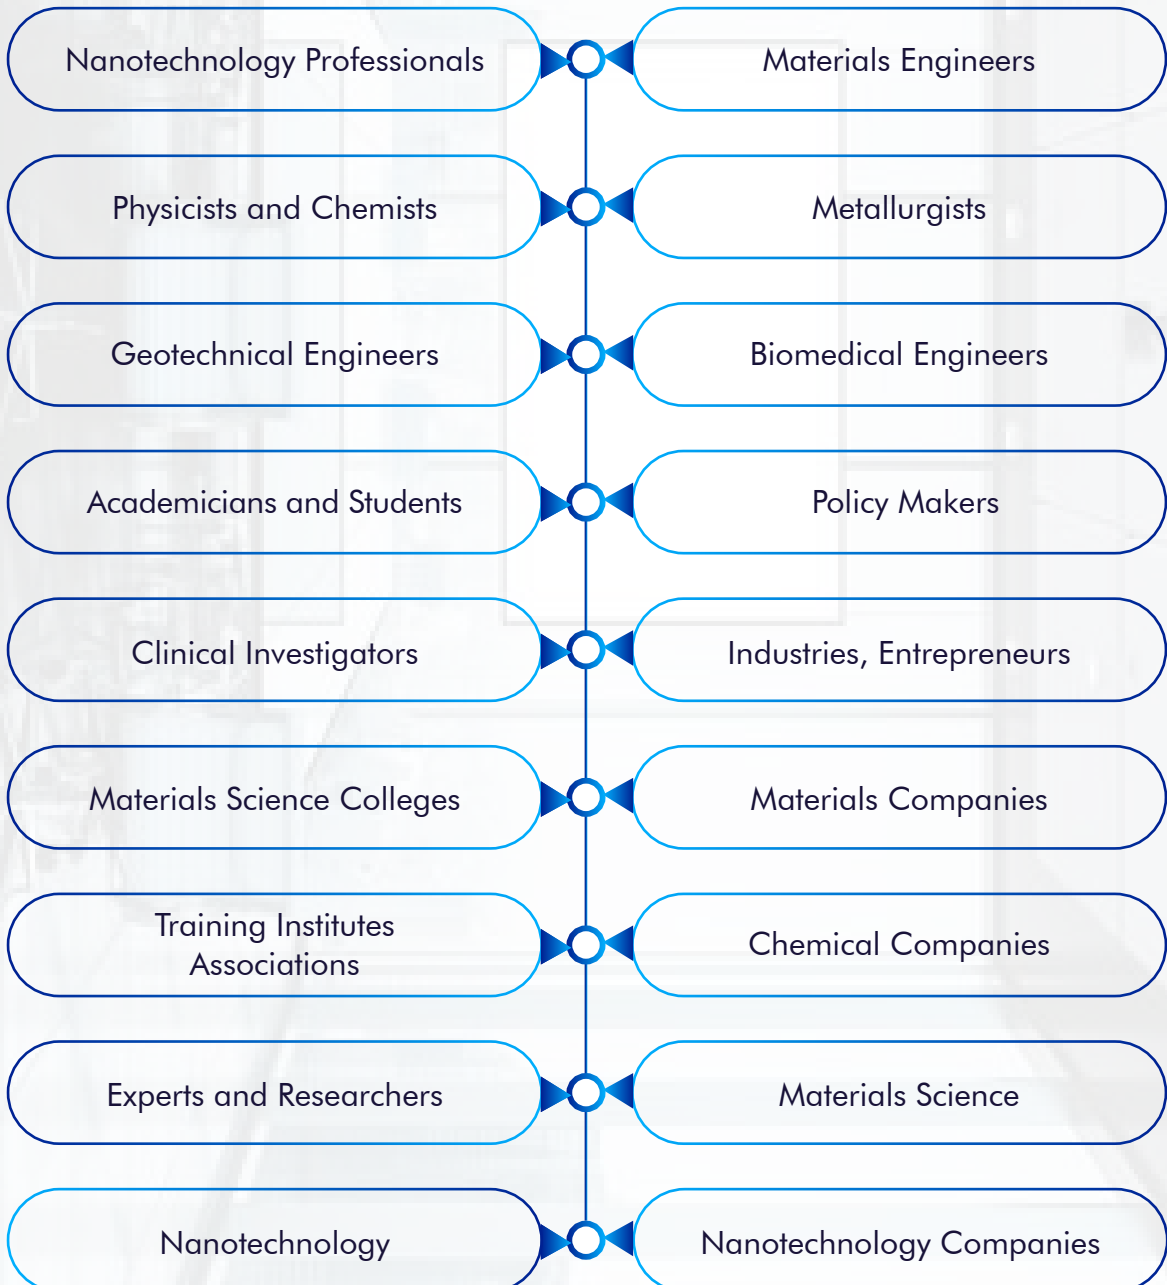 Nanotechnology Professionals
Materials Engineers
Physicists and Chemists
Metallurgists
Geotechnical Engineers
Biomedical Engineers
Academicians and Students
Policy Makers
Clinical Investigators
Industries, Entrepreneurs
Materials Science Colleges
Materials Companies
Training Institutes
Associations
Chemical Companies
Experts and Researchers
Materials Science
Nanotechnology
Nanotechnology Companies